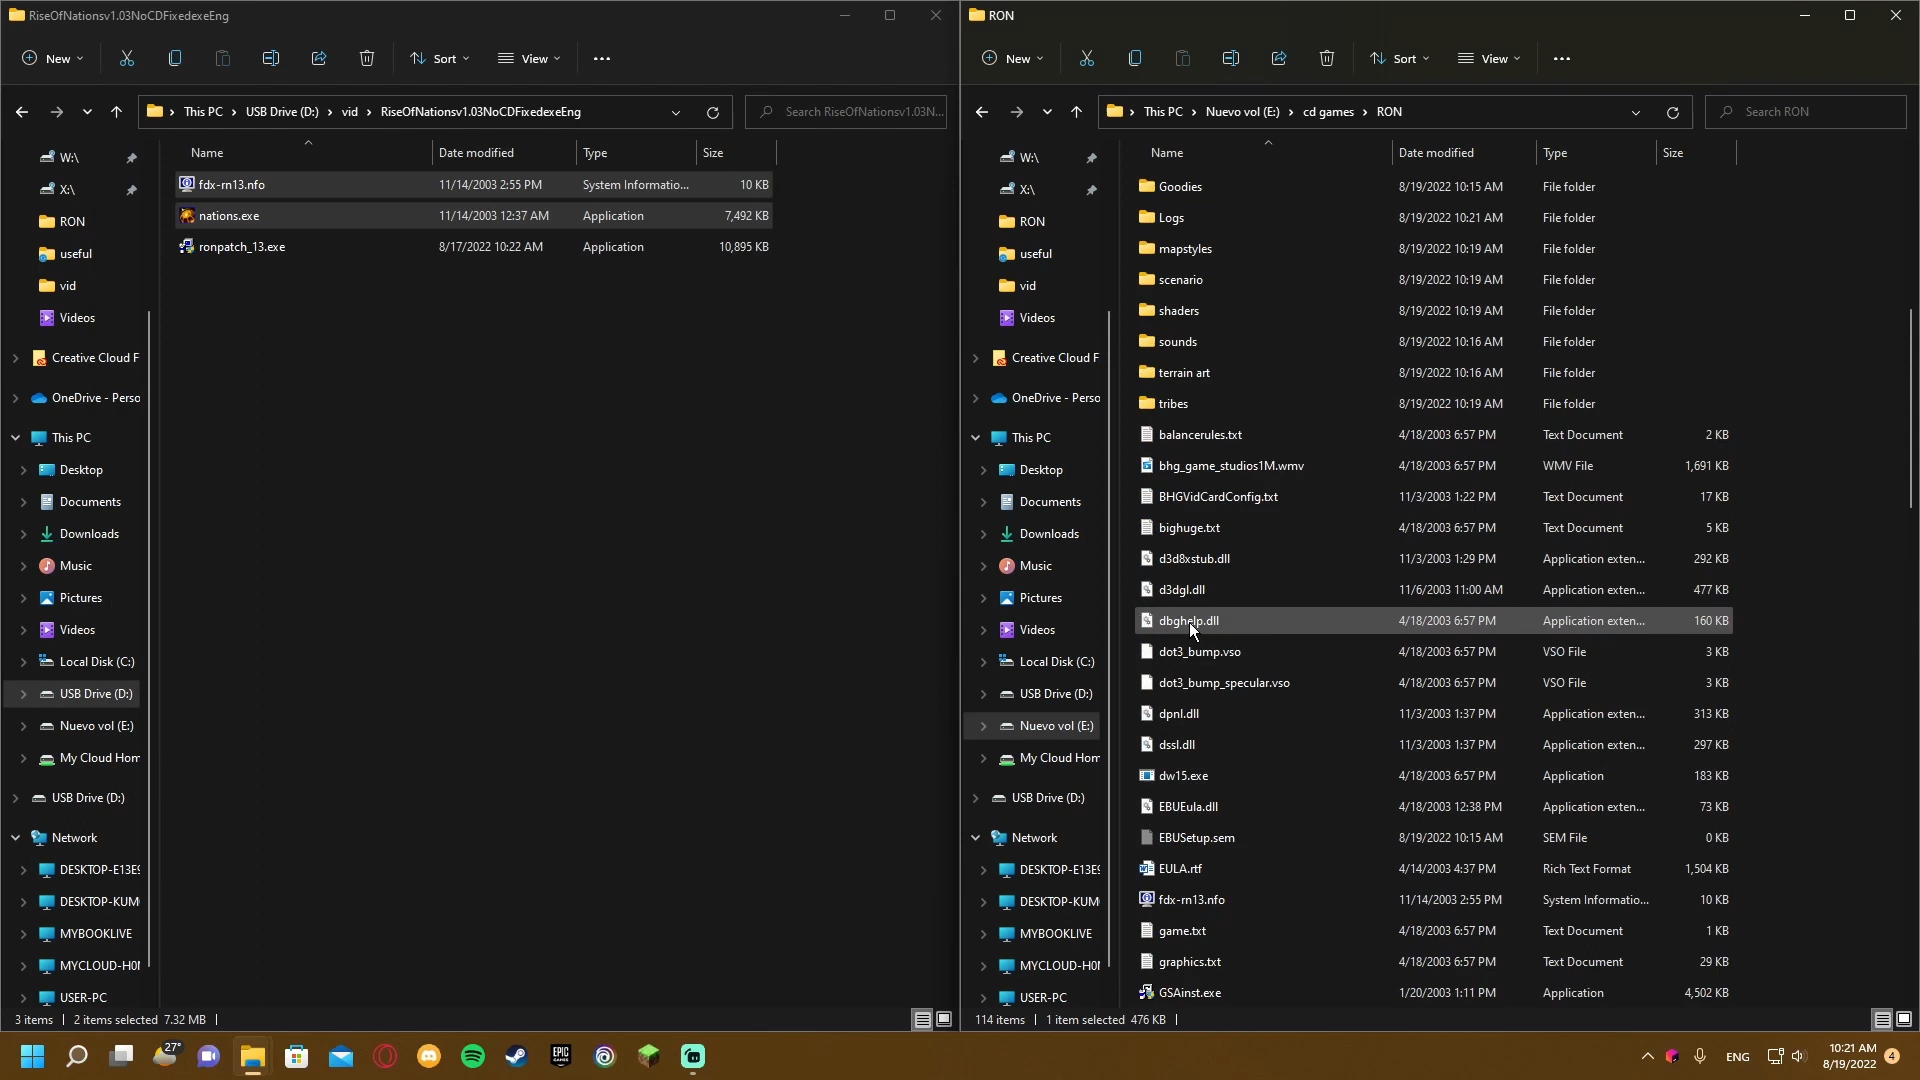 RiseOfNationsv1.03NoCDFixedexeEng
New
Sort
View
This PC
USB Drive (D:)
vid
RiseOfNationsv1.03NoCDFixedexeEng
Search RiseOfNationsv1.03N...
Name
Date modified
Type
Size
fdx-rn13.nfo
11/14/2003 2:55 PM
System Informatio...
10 KB
nations.exe
11/14/2003 12:37 AM
Application
7,492 KB
ronpatch_13.exe
8/17/2022 10:22 AM
Application
10,895 KB
W:\
X:\
RON
useful
vid
Videos
Creative Cloud F
OneDrive - Perso
This PC
Desktop
Documents
Downloads
Music
Pictures
Videos
Local Disk (C:)
USB Drive (D:)
Nuevo vol (E:)
My Cloud Hom
USB Drive (D:)
Network
DESKTOP-E13E9
DESKTOP-KUM
MYBOOKLIVE
MYCLOUD-H0
USER-PC
3 items
2 items selected 7.32 MB
RON
New
Sort
View
This PC
Nuevo vol (E:)
cd games
RON
Search RON
Name
Date modified
Type
Size
W:\
X:\
RON
useful
vid
Videos
Creative Cloud F
OneDrive - Perso
This PC
Desktop
Documents
Downloads
Music
Pictures
Videos
Local Disk (C:)
USB Drive (D:)
Nuevo vol (E:)
My Cloud Hom
USB Drive (D:)
Network
DESKTOP-E13E9
DESKTOP-KUM
MYBOOKLIVE
MYCLOUD-H0
USER-PC
Goodies 8/19/2022 10:15 AM File folder
Logs 8/19/2022 10:21 AM File folder
mapstyles 8/19/2022 10:19 AM File folder
scenario 8/19/2022 10:19 AM File folder
shaders 8/19/2022 10:19 AM File folder
sounds 8/19/2022 10:16 AM File folder
terrain art 8/19/2022 10:16 AM File folder
tribes 8/19/2022 10:19 AM File folder
balancerules.txt 4/18/2003 6:57 PM Text Document 2 KB
bhg_game_studios1M.wmv 4/18/2003 6:57 PM WMV File 1,691 KB
BHGVidCardConfig.txt 11/3/2003 1:22 PM Text Document 17 KB
bighuge.txt 4/18/2003 6:57 PM Text Document 5 KB
d3d8xstub.dll 11/3/2003 1:29 PM Application exten... 292 KB
d3dgl.dll 11/6/2003 11:00 AM Application exten... 477 KB
dbghelp.dll 4/18/2003 6:57 PM Application exten... 160 KB
dot3_bump.vso 4/18/2003 6:57 PM VSO File 3 KB
dot3_bump_specular.vso 4/18/2003 6:57 PM VSO File 3 KB
dpnl.dll 11/3/2003 1:37 PM Application exten... 313 KB
dssl.dll 11/3/2003 1:37 PM Application exten... 297 KB
dw15.exe 4/18/2003 6:57 PM Application 183 KB
EBUEula.dll 4/18/2003 12:38 PM Application exten... 73 KB
EBUSetup.sem 8/19/2022 10:15 AM SEM File 0 KB
EULA.rtf 4/14/2003 4:37 PM Rich Text Format 1,504 KB
fdx-rn13.nfo 11/14/2003 2:55 PM System Informatio... 10 KB
game.txt 4/18/2003 6:57 PM Text Document 1 KB
graphics.txt 4/18/2003 6:57 PM Text Document 29 KB
GSAinst.exe 1/20/2003 1:11 PM Application 4,502 KB
114 items
1 item selected 476 KB
27°
EPIC GAMES
ENG
10:21 AM
8/19/2022
4